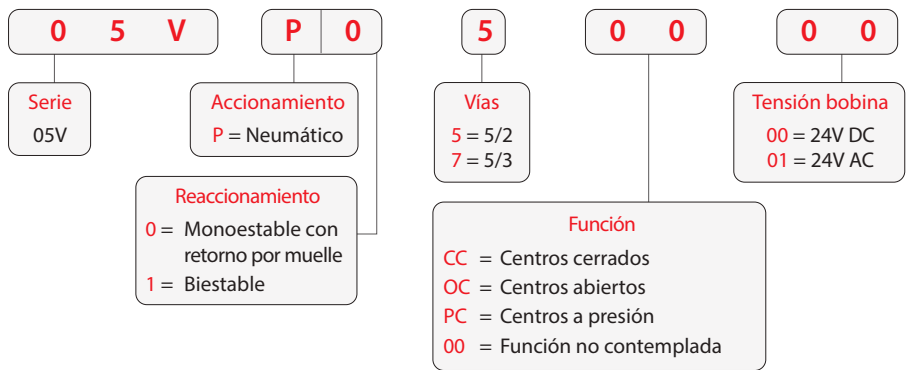 0 5 V P 0 5 0 0 0 0
Serie
05V
Accionamiento
P = Neumático
Vías
5 = 5/2
7 = 5/3
Tensión bobina
00 = 24V DC
01 = 24V AC
Reaccionamiento
0 = Monoestable con
retorno por muelle
1 = Biestable
Función
CC = Centros cerrados
OC = Centros abiertos
PC = Centros a presión
00 = Función no contemplada